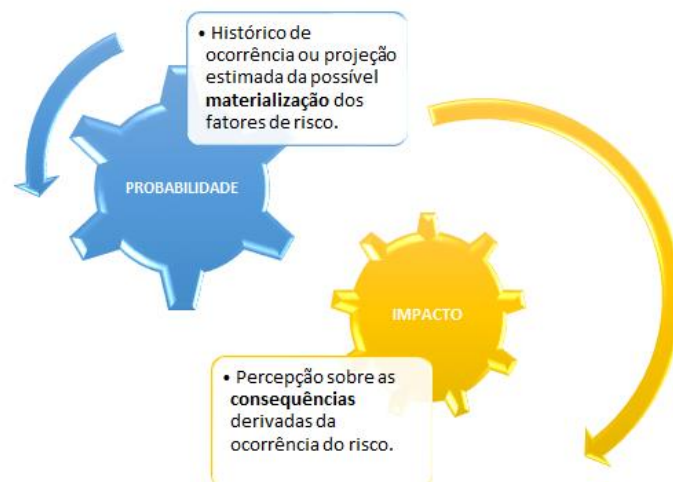 • Histórico de
ocorrência ou projeção
estimada da possível
materialização dos
fatores de risco.
PROBABILIDADE
IMPACTO
• Percepção sobre as
consequências
derivadas da
ocorrência do risco.